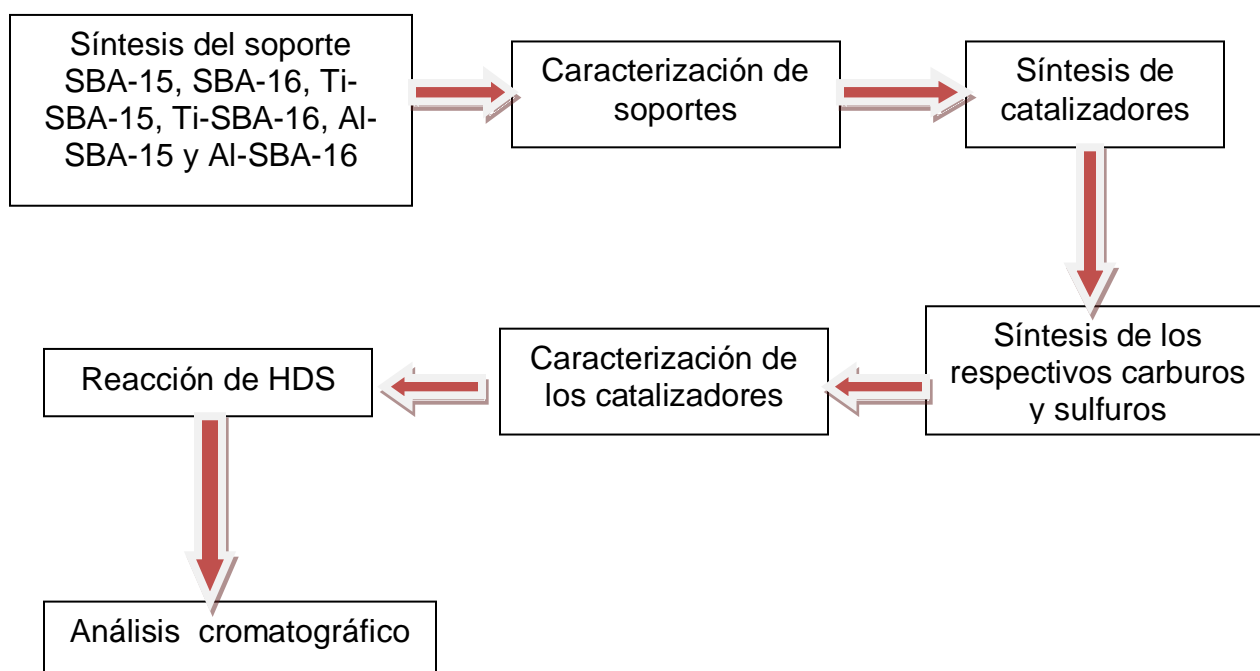 Síntesis del soporte
SBA-15, SBA-16, Ti-
SBA-15, Ti-SBA-16, Al-
SBA-15 y Al-SBA-16
Caracterización de
soportes
Síntesis de
catalizadores
Síntesis de los
respectivos carburos
y sulfuros
Caracterización de
los catalizadores
Reacción de HDS
Análisis cromatográfico